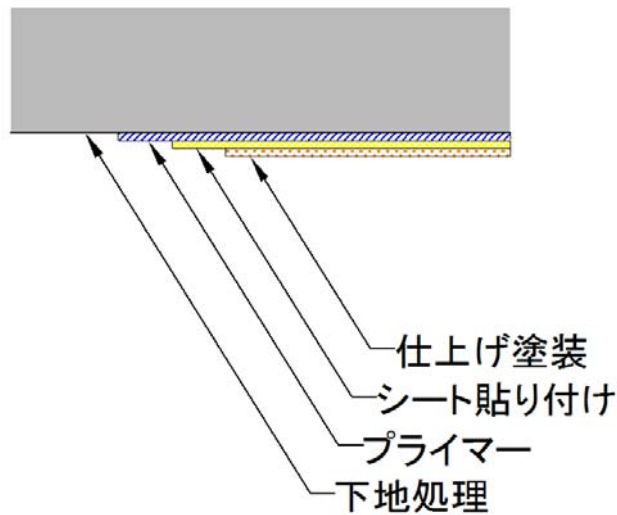 仕上げ塗装
シート貼り付け
プライマー
下地処理